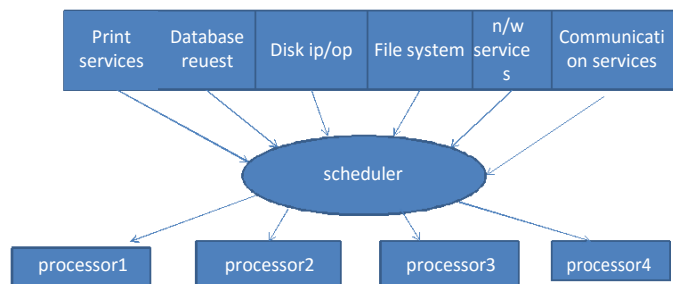 Print
services
Database
reuest
Disk ip/op
File system
n/w
service
s
Communicati
on services
scheduler
processor1
processor2
processor3
processor4